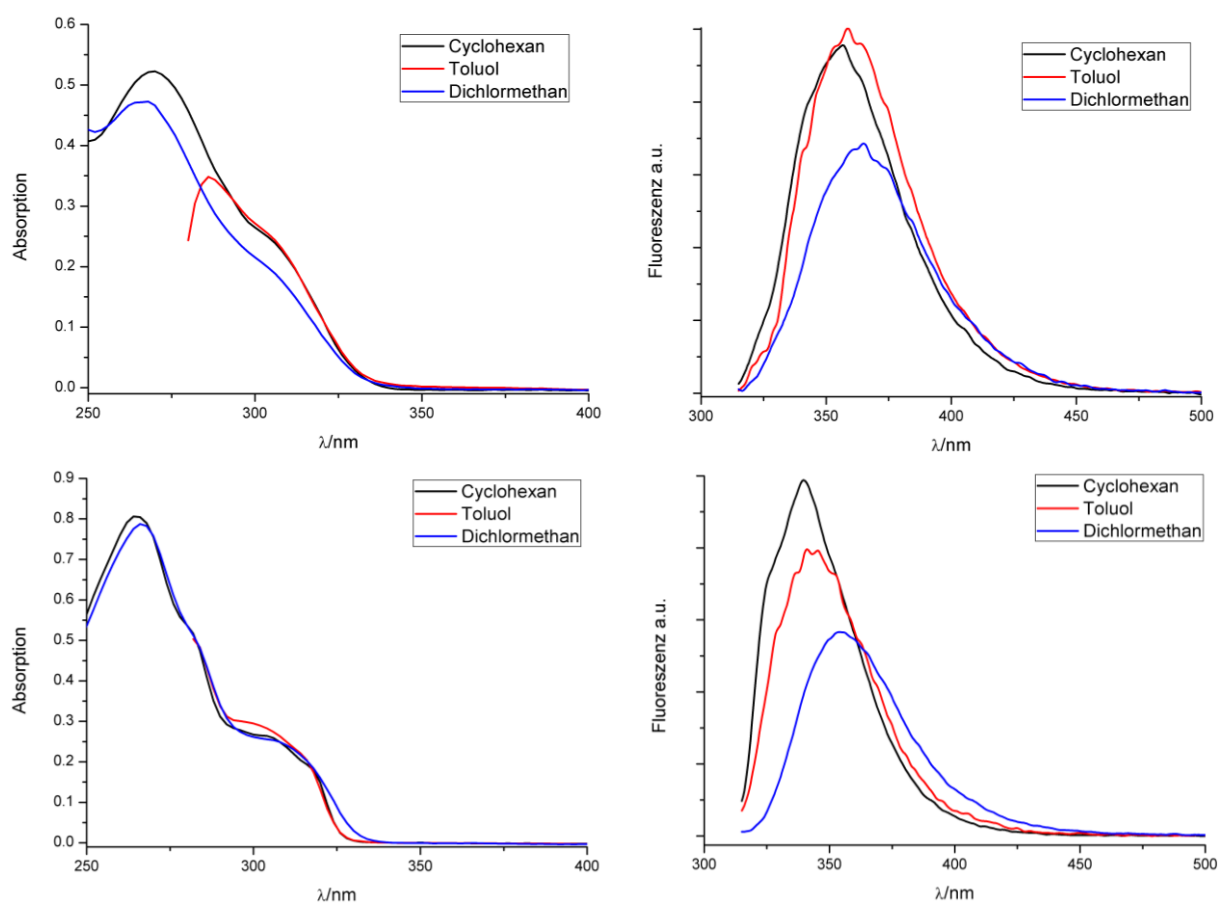 Absorption
0.6
0.5
0.4
0.3
0.2
0.1
0.0
Cyclohexan
Toluol
Dichlormethan
250
300
350
400
λ/nm
Fluoreszenz a.u.
Cyclohexan
Toluol
Dichlormethan
300
350
400
450
500
λ/nm
Absorption
0.9
0.8
0.7
0.6
0.5
0.4
0.3
0.2
0.1
0.0
Cyclohexan
Toluol
Dichlormethan
250
300
350
400
λ/nm
Fluoreszenz a.u.
Cyclohexan
Toluol
Dichlormethan
300
350
400
450
500
λ/nm